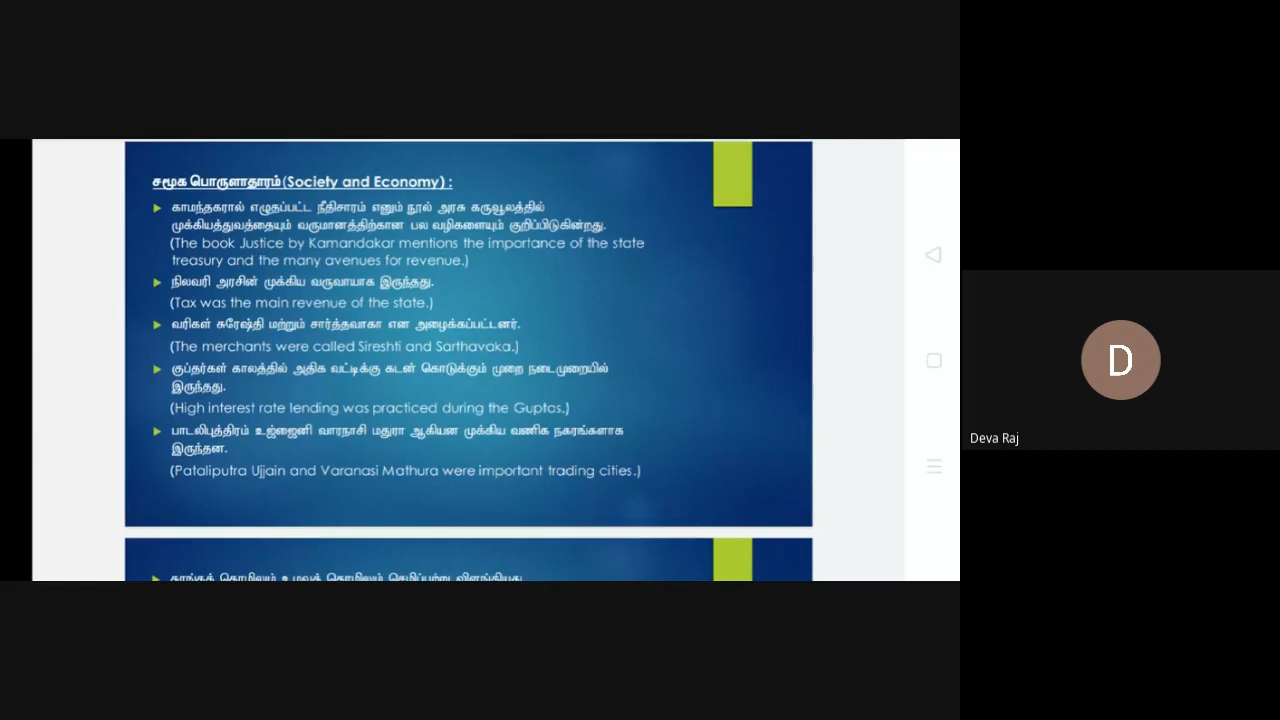 சமூக பொருளாதாரம்(Society and Economy) :
காமந்தகரால் எழுதப்பட்ட நீதிசாரம் எனும் நூல் அரசு கருவூலத்தில்
முக்கியத்துவத்தையும் வருமானத்திற்கான பல வழிகளையும் குறிப்பிடுகின்றது.
(The book Justice by Kamandakar mentions the importance of the state
treasury and the many avenues for revenue.)
நிலவரி அரசின் முக்கிய வருவாயாக இருந்தது.
(Tax was the main revenue of the state.)
வரிகள் சுரேஷ்தி மற்றும் சார்த்தவாகா என அழைக்கப்பட்டனர்.
(The merchants were called Sireshti and Sarthavaka.)
குப்தர்கள் காலத்தில் அதிக வட்டிக்கு கடன் கொடுக்கும் முறை நடைமுறையில்
இருந்தது.
(High interest rate lending was practiced during the Guptas.)
பாடலிபுத்திரம் உஜ்ஜைனி வாரநாசி மதுரா ஆகியன முக்கிய வணிக நகரங்களாக
இருந்தன.
(Pataliputra Ujjain and Varanasi Mathura were important trading cities.)
D
Deva Raj